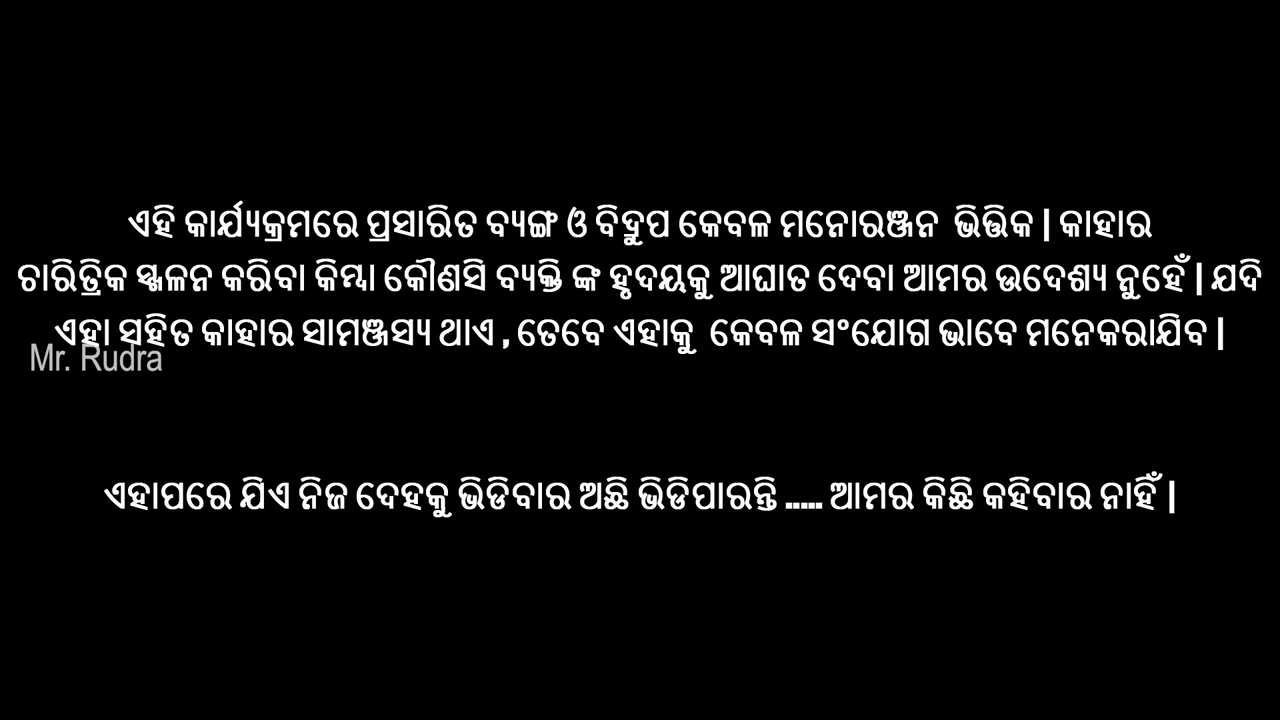 ଏହି କାର୍ଯ୍ୟକ୍ରମରେ ପ୍ରସାରିତ ବ୍ୟଙ୍ଗ ଓ ବିଦ୍ରୁପ କେବଳ ମନୋରଞ୍ଜନ ଭିତ୍ତିକ | କାହାର
ଚାରିତ୍ରିକ ସ୍ଖଳନ କରିବା କିମ୍ବା କୌଣସି ବ୍ୟକ୍ତି ଙ୍କ ହୃଦୟକୁ ଆଘାତ ଦେବା ଆମର ଉଦେଶ୍ୟ ନୁହେଁ | ଯଦି
ଏହା ସହିତ କାହାର ସାମଞ୍ଜସ୍ୟ ଥାଏ , ତେବେ ଏହାକୁ କେବଳ ସଂଯୋଗ ଭାବେ ମନେକରାଯିବ |
Mr. Rudra
ଏହାପରେ ଯିଏ ନିଜ ଦେହକୁ ଭିଡିବାର ଅଛି ଭିଡିପାରନ୍ତି ..... ଆମର କିଛି କହିବାର ନାହିଁ |